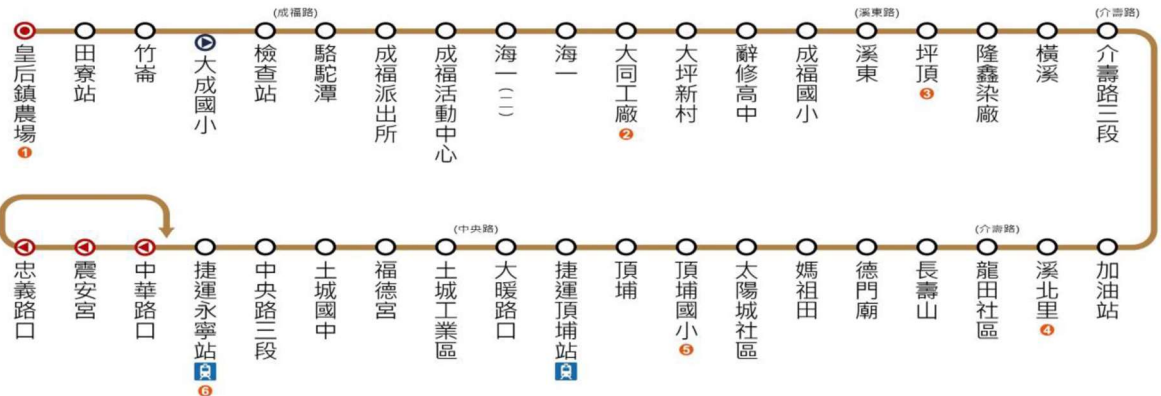 (成福路)
(溪東路)
(介壽路)
皇后鎮農場
1
田寮站
竹崙
大成國小
檢查站
駱駝潭
成福派出所
成福活動中心
海一(二)
海一
大同工廠
2
大坪新村
辭修高中
成福國小
溪東
坪頂
3
隆鑫染廠
橫溪
介壽路三段
(中央路)
(介壽路)
忠義路口
震安宮
中華路口
捷運永寧站
6
中央路三段
土城國中
福德宮
土城工業區
大暖路口
捷運頂埔站
頂埔
頂埔國小
5
太陽城社區
媽祖田
德門廟
長壽山
龍田社區
溪北里
4
加油站